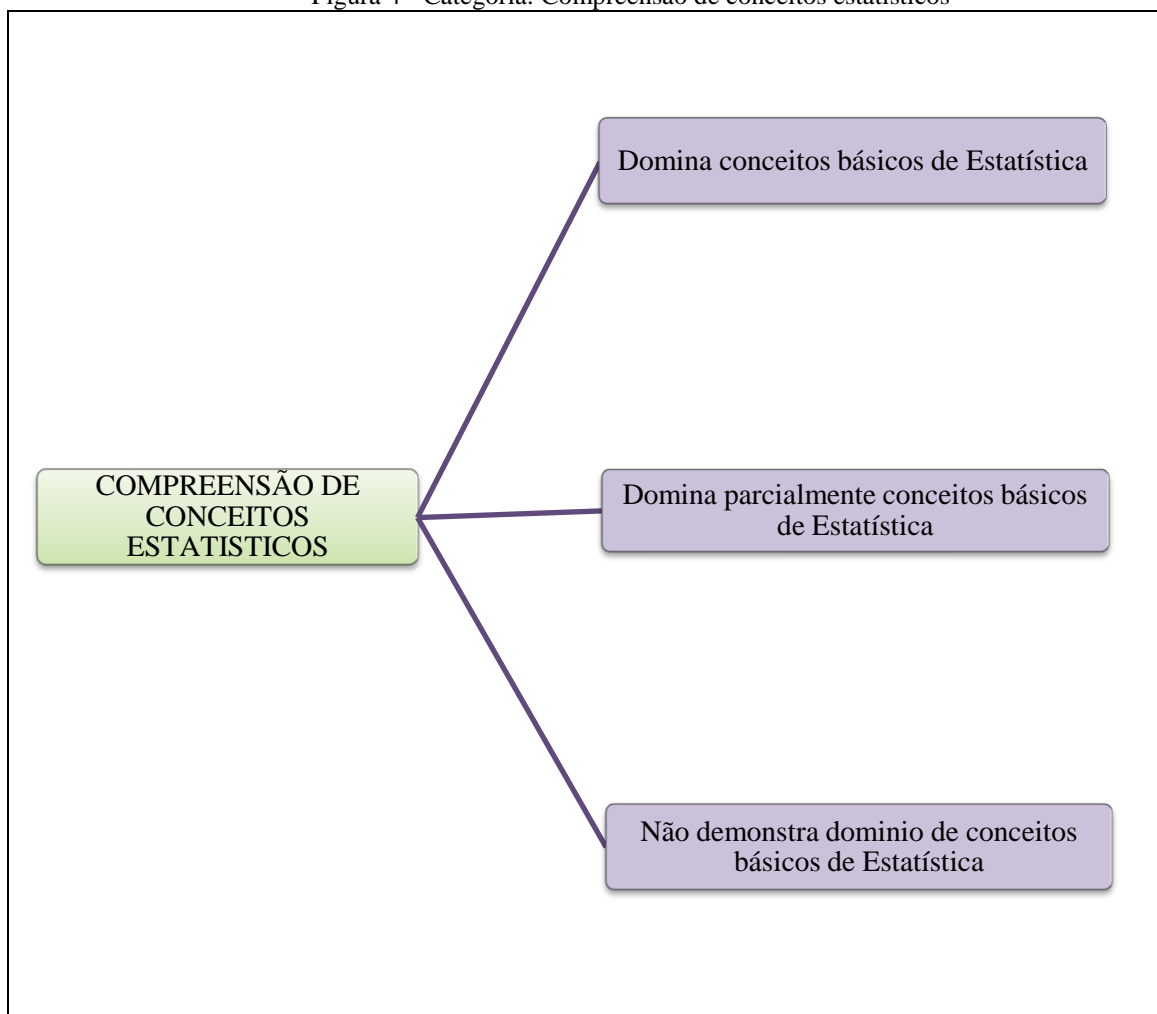 Figura 4 - Categoria: Compreensão de conceitos estatísticos
Domina conceitos básicos de Estatística
COMPREENSÃO DE
CONCEITOS
ESTATISTICOS
Domina parcialmente conceitos básicos
de Estatística
Não demonstra dominio de conceitos
básicos de Estatística